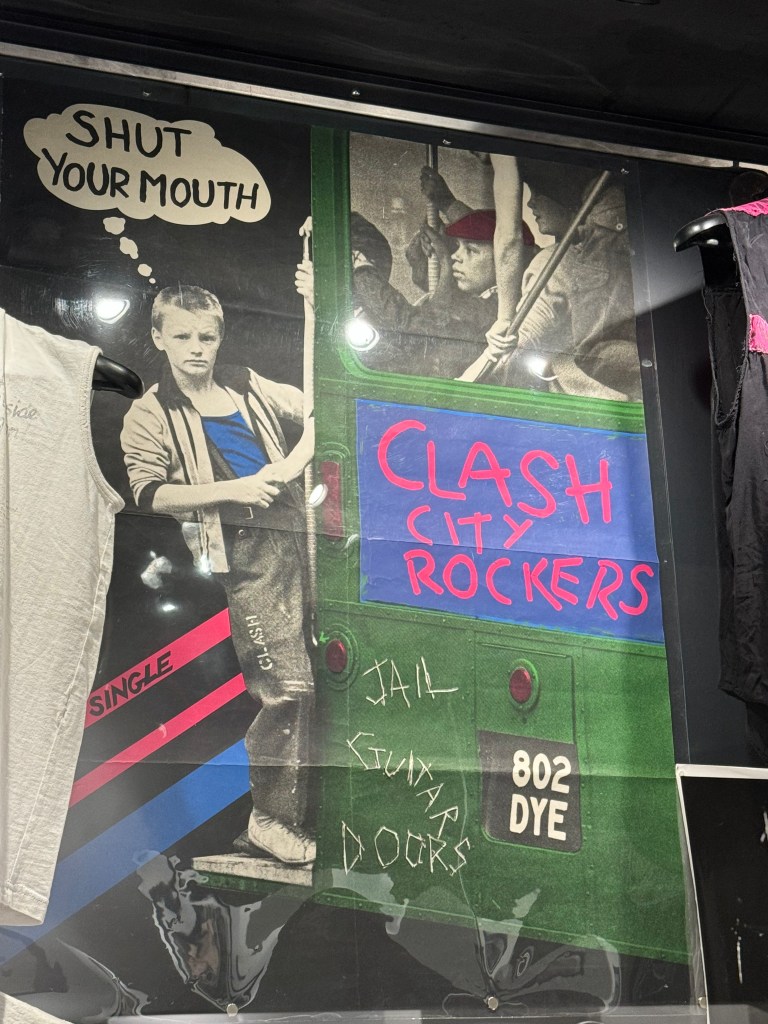 SHUT
YOUR MOUTH
CLASH
CITY
ROCKERS
SINGLE
CLASH
JAIL
GUITAR
DOORS
802
DYE